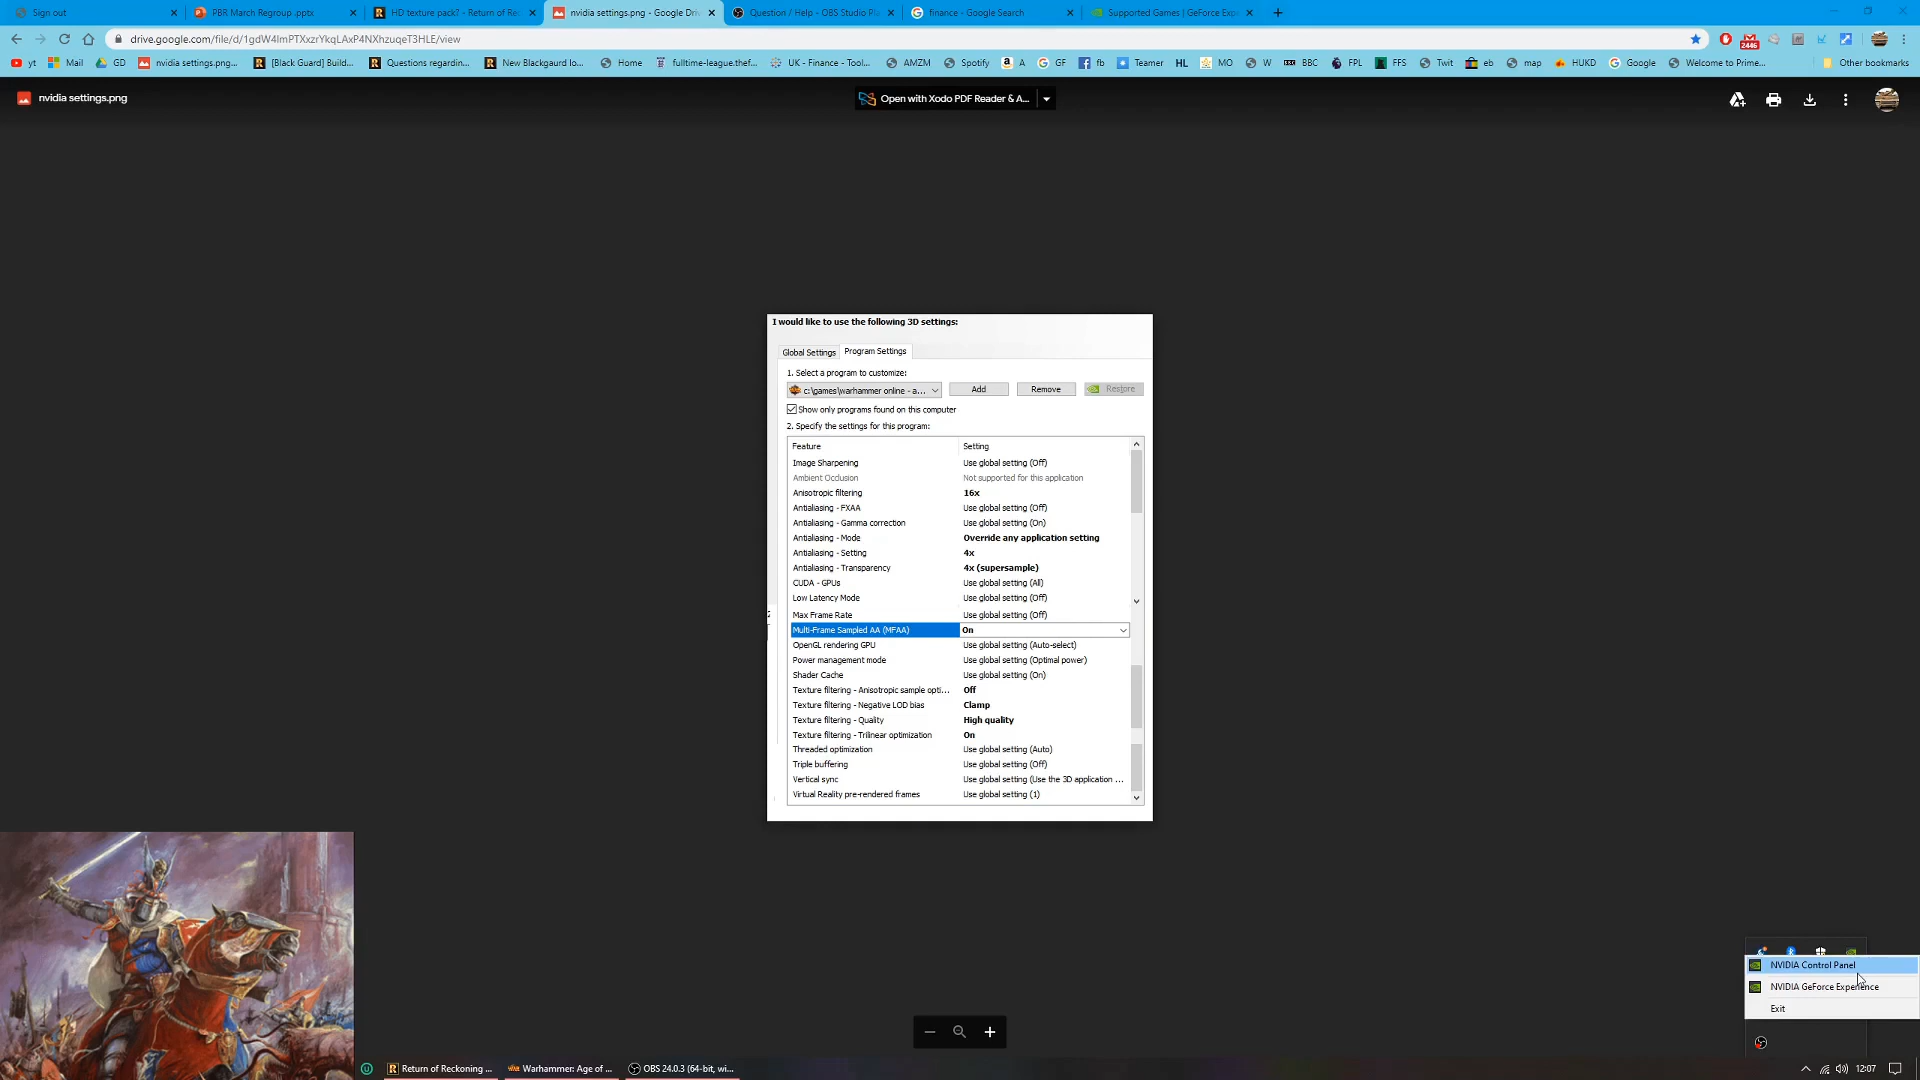 Sign out
PBR March Regroup .pptx
HD texture pack? - Return of Rec
nvidia settings.png - Google Driv
Question / Help - OBS Studio Pla
finance - Google Search
Supported Games | GeForce Exp
drive.google.com/file/d/1gdW4lmPTXxzrYkqLAxP4NXhzuqeT3HLE/view
2446
yt
Mail
GD
nvidia settings.png...
[Black Guard] Build...
Questions regardin...
New Blackgaurd lo...
Home
fulltime-league.thef...
UK - Finance - Tool...
AMZM
Spotify
A
GF
fb
Teamer
HL
MO
W
BBC
FPL
FFS
Twit
eb
map
HUKD
Google
Welcome to Prime...
Other bookmarks
nvidia settings.png
Open with Xodo PDF Reader & A...
I would like to use the following 3D settings:
Global Settings
Program Settings
1. Select a program to customize:
c:\games\warhammer online - a...
Add
Remove
Restore
Show only programs found on this computer
2. Specify the settings for this program:
Feature Setting
Image Sharpening Use global setting (Off)
Ambient Occlusion Not supported for this application
Anisotropic filtering 16x
Antialiasing - FXAA Use global setting (Off)
Antialiasing - Gamma correction Use global setting (On)
Antialiasing - Mode Override any application setting
Antialiasing - Setting 4x
Antialiasing - Transparency 4x (supersample)
CUDA - GPUs Use global setting (All)
Low Latency Mode Use global setting (Off)
Max Frame Rate Use global setting (Off)
Multi-Frame Sampled AA (MFAA) On
OpenGL rendering GPU Use global setting (Auto-select)
Power management mode Use global setting (Optimal power)
Shader Cache Use global setting (On)
Texture filtering - Anisotropic sample opti... Off
Texture filtering - Negative LOD bias Clamp
Texture filtering - Quality High quality
Texture filtering - Trilinear optimization On
Threaded optimization Use global setting (Auto)
Triple buffering Use global setting (Off)
Vertical sync Use global setting (Use the 3D application ...
Virtual Reality pre-rendered frames Use global setting (1)
NVIDIA Control Panel
NVIDIA GeForce Experience
Exit
Return of Reckoning ...
Warhammer: Age of ...
OBS 24.0.3 (64-bit, wi...
12:07